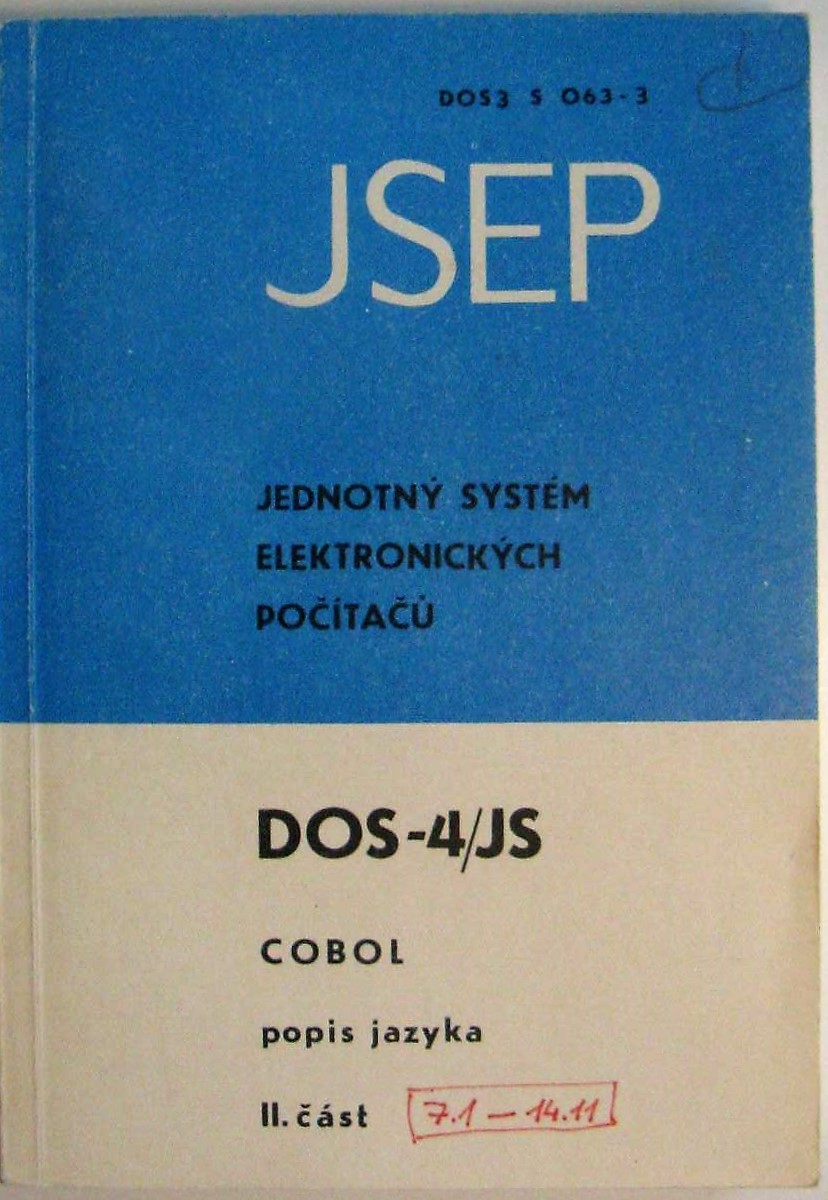 DOS3 S 063-3
JSEP
JEDNOTNÝ SYSTÉM
ELEKTRONICKÝCH
POČÍTAČŮ
DOS-4/JS
COBOL
popis jazyka
II. část 7.1 — 14.11